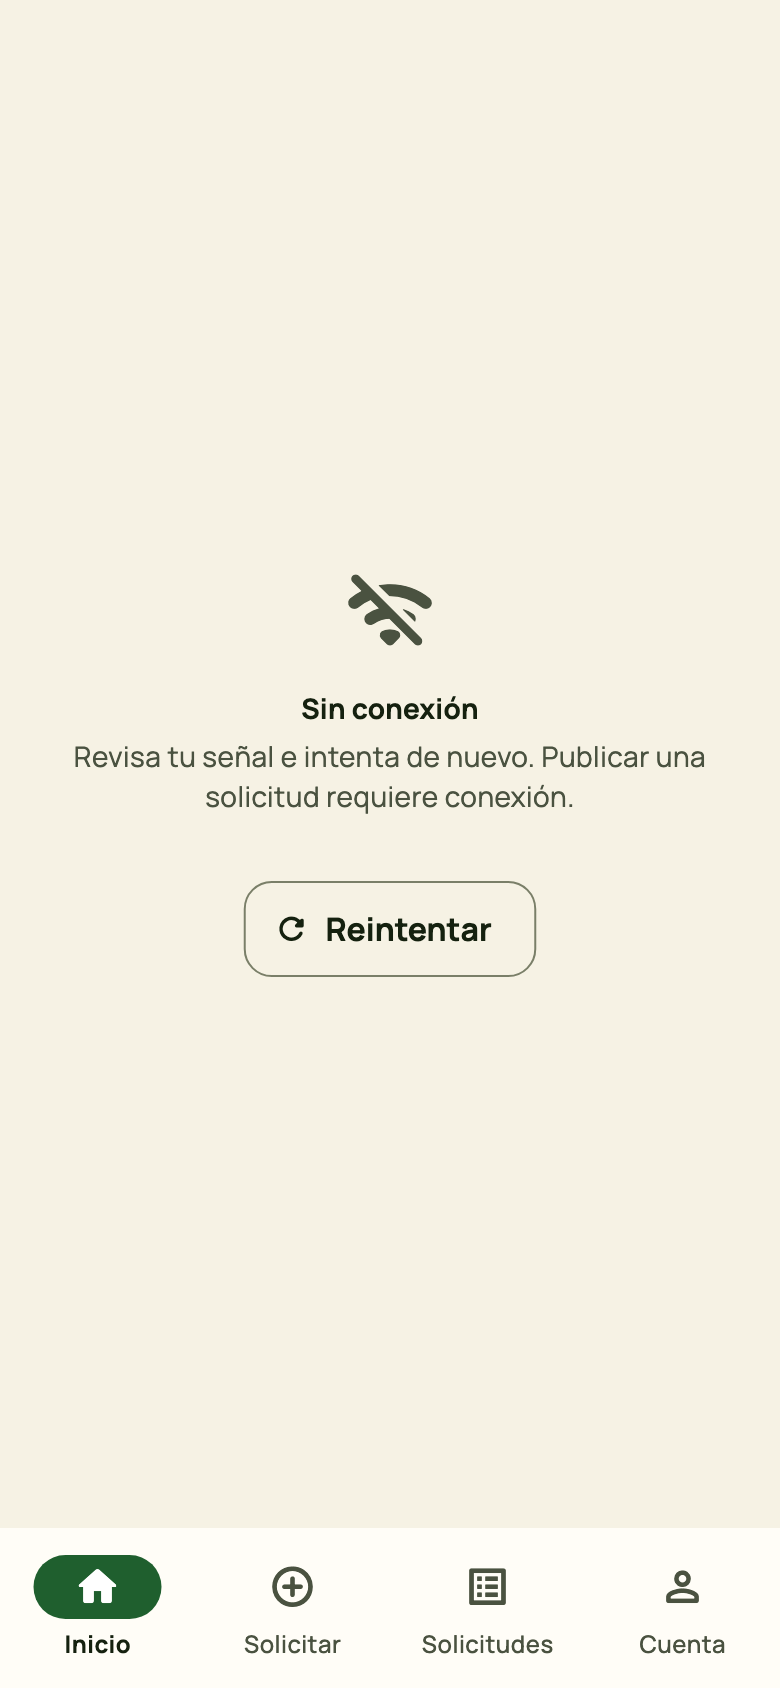 Sin conexión
Revisa tu señal e intenta de nuevo. Publicar una
solicitud requiere conexión.
Reintentar
Inicio
Solicitar
Solicitudes
Cuenta